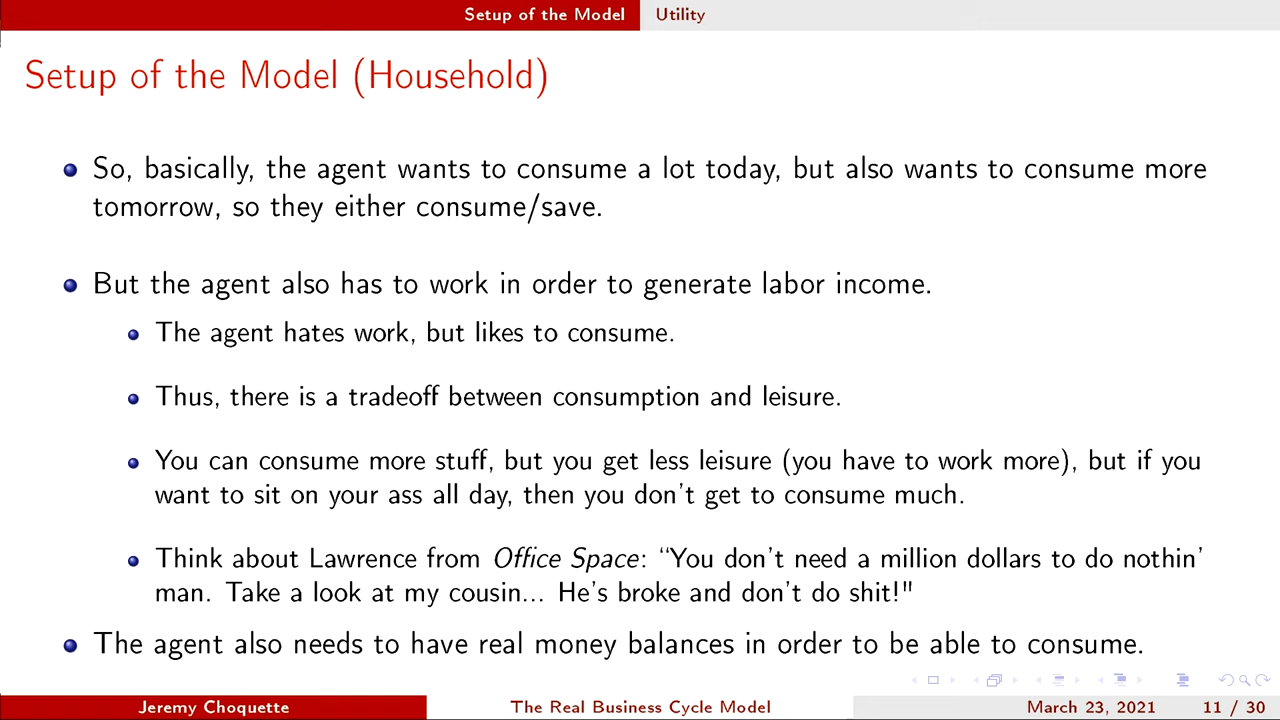 Setup of the Model Utility
Setup of the Model (Household)
So, basically, the agent wants to consume a lot today, but also wants to consume more
tomorrow, so they either consume/save.
But the agent also has to work in order to generate labor income.
The agent hates work, but likes to consume.
Thus, there is a tradeoff between consumption and leisure.
You can consume more stuff, but you get less leisure (you have to work more), but if you
want to sit on your ass all day, then you don't get to consume much.
Think about Lawrence from Office Space: “You don't need a million dollars to do nothin'
man. Take a look at my cousin... He's broke and don't do shit!"
The agent also needs to have real money balances in order to be able to consume.
Jeremy Choquette The Real Business Cycle Model March 23, 2021 11 / 30